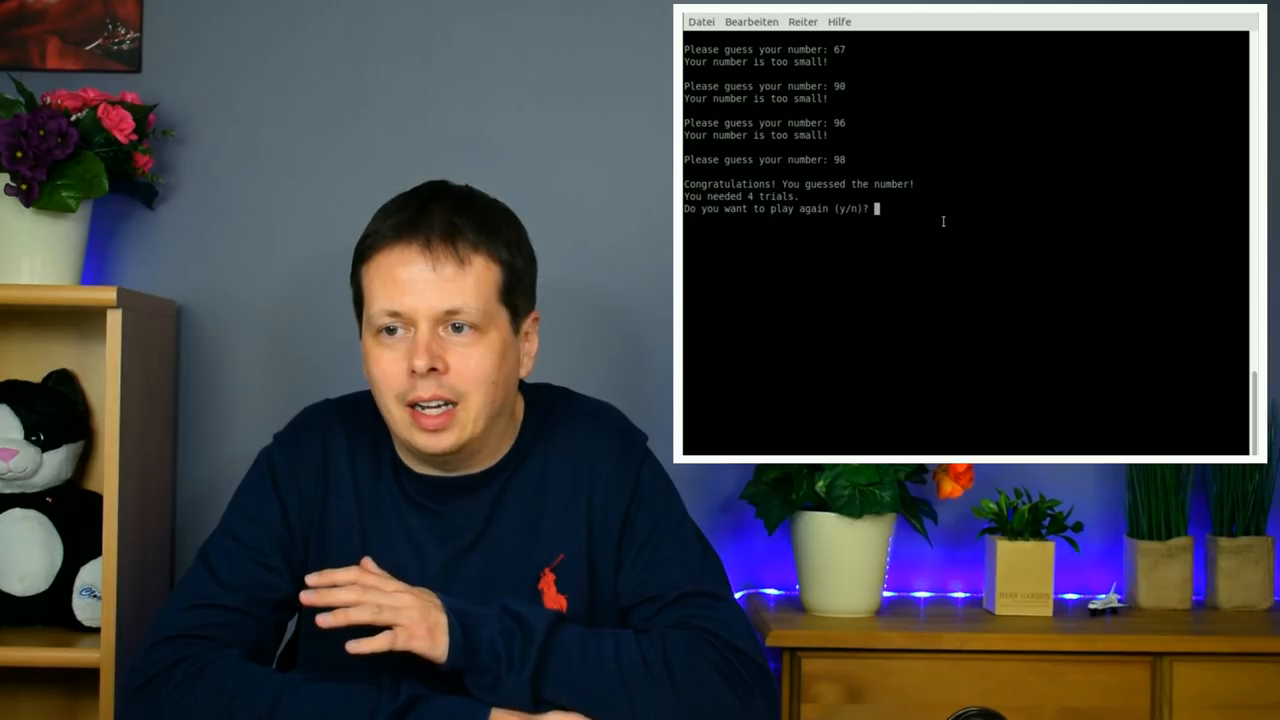 Datei Bearbeiten Reiter Hilfe
Please guess your number: 67
Your number is too small!
Please guess your number: 90
Your number is too small!
Please guess your number: 96
Your number is too small!
Please guess your number: 98
Congratulations! You guessed the number!
You needed 4 trials.
Do you want to play again (y/n)?
HERB GARDEN